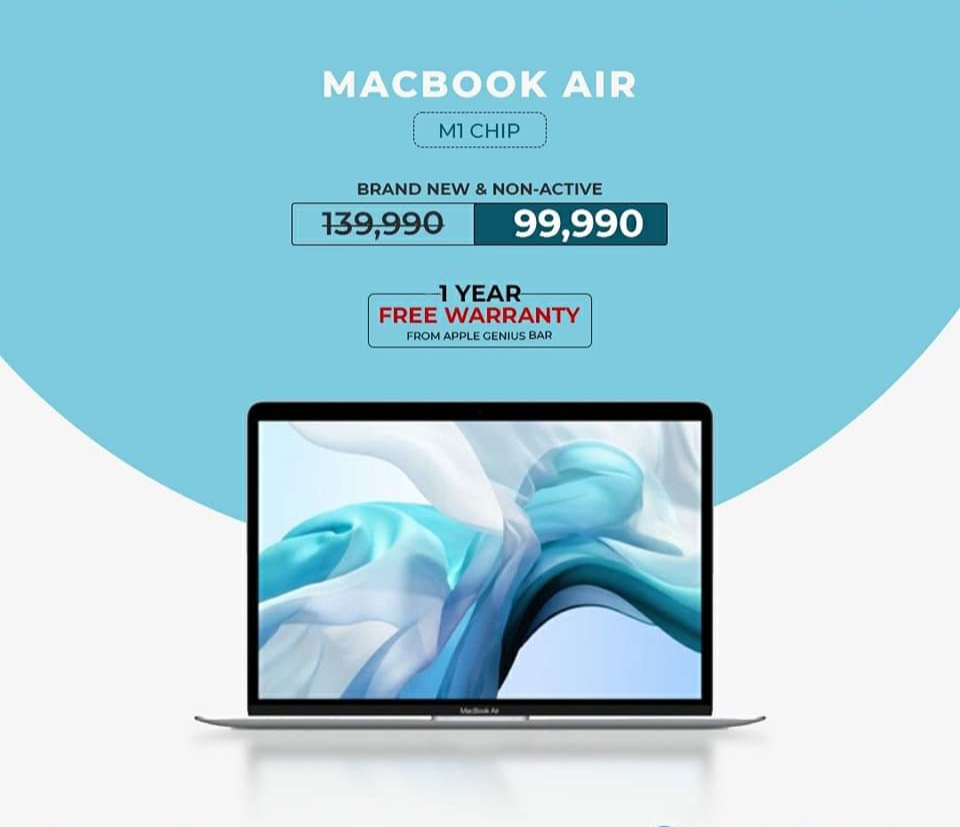 MACBOOK AIR
M1 CHIP
BRAND NEW & NON-ACTIVE
139,990 99,990
1 YEAR
FREE WARRANTY
FROM APPLE GENIUS BAR
MacBook Air